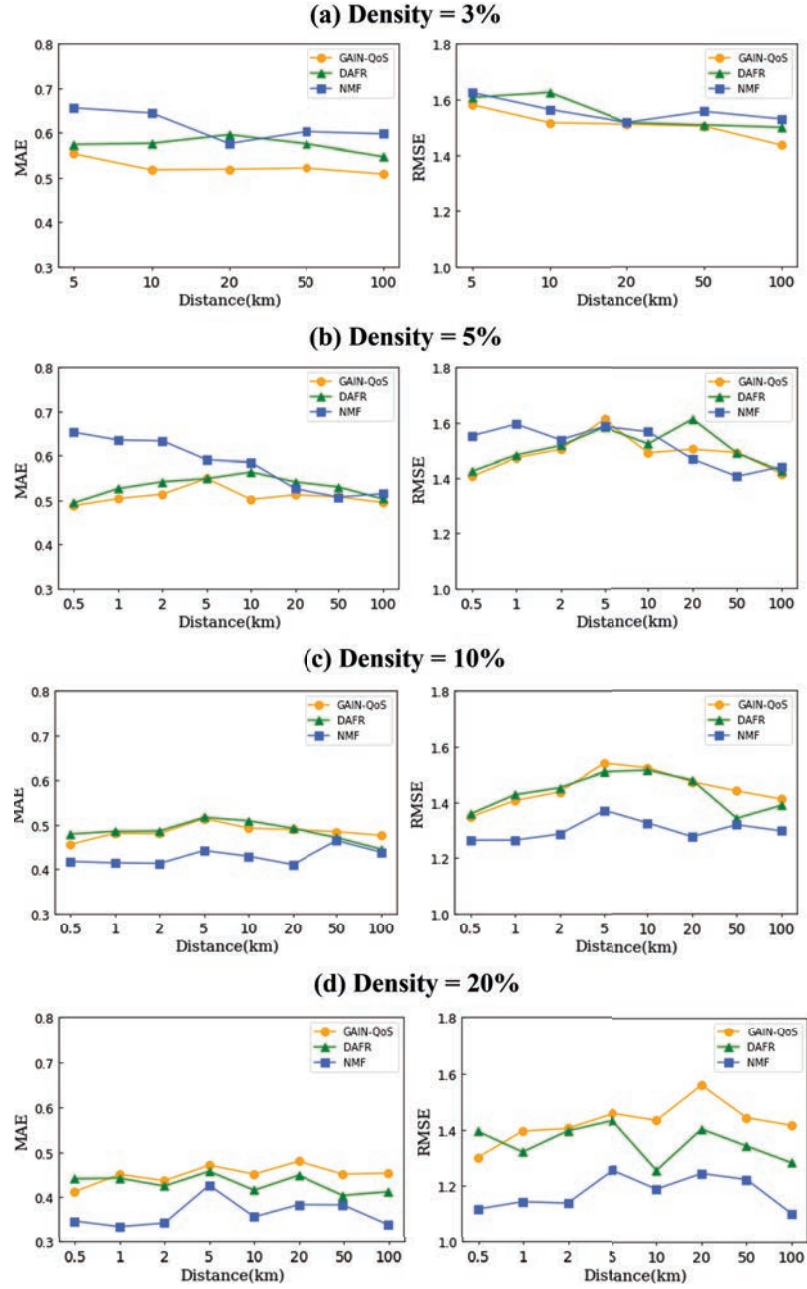 (a) Density = 3%
0.8
0.7
0.6
0.5
0.4
0.3
MAE
GAIN-QoS
DAFR
NMF
5 10 20 50 100
Distance(km)
1.8
1.6
1.4
1.2
1.0
RMSE
GAIN-QoS
DAFR
NMF
5 10 20 50 100
Distance(km)
(b) Density = 5%
0.8
0.7
0.6
0.5
0.4
0.3
MAE
GAIN-QoS
DAFR
NMF
0.5 1 2 5 10 20 50 100
Distance(km)
1.8
1.6
1.4
1.2
1.0
RMSE
GAIN-QoS
DAFR
NMF
0.5 1 2 5 10 20 50 100
Distance(km)
(c) Density = 10%
0.8
0.7
0.6
0.5
0.4
0.3
MAE
GAIN-QoS
DAFR
NMF
0.5 1 2 5 10 20 50 100
Distance(km)
1.8
1.6
1.4
1.2
1.0
RMSE
GAIN-QoS
DAFR
NMF
0.5 1 2 5 10 20 50 100
Distance(km)
(d) Density = 20%
0.8
0.7
0.6
0.5
0.4
0.3
MAE
GAIN-QoS
DAFR
NMF
0.5 1 2 5 10 20 50 100
Distance(km)
1.8
1.6
1.4
1.2
1.0
RMSE
GAIN-QoS
DAFR
NMF
0.5 1 2 5 10 20 50 100
Distance(km)